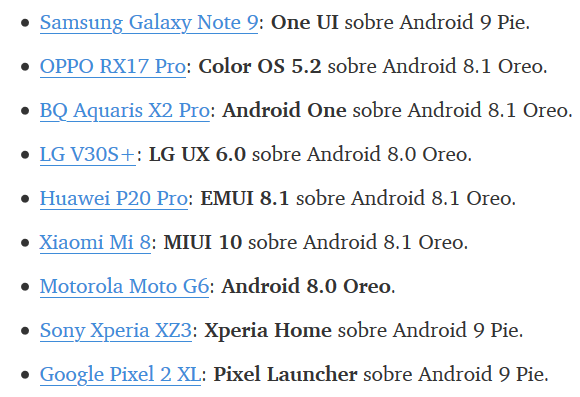 Samsung Galaxy Note 9: One UI sobre Android 9 Pie.
OPPO RX17 Pro: Color OS 5.2 sobre Android 8.1 Oreo.
BQ Aquaris X2 Pro: Android One sobre Android 8.1 Oreo.
LG V30S+: LG UX 6.0 sobre Android 8.0 Oreo.
Huawei P20 Pro: EMUI 8.1 sobre Android 8.1 Oreo.
Xiaomi Mi 8: MIUI 10 sobre Android 8.1 Oreo.
Motorola Moto G6: Android 8.0 Oreo.
Sony Xperia XZ3: Xperia Home sobre Android 9 Pie.
Google Pixel 2 XL: Pixel Launcher sobre Android 9 Pie.